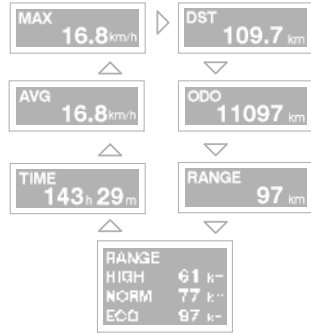 MAX
16.8km/h
DST
109.7 km
AVG
16.8km/h
ODO
11097 km
TIME
143h 29m
RANGE
97 km
RANGE
HIGH 61
NORM 77
ECO 97